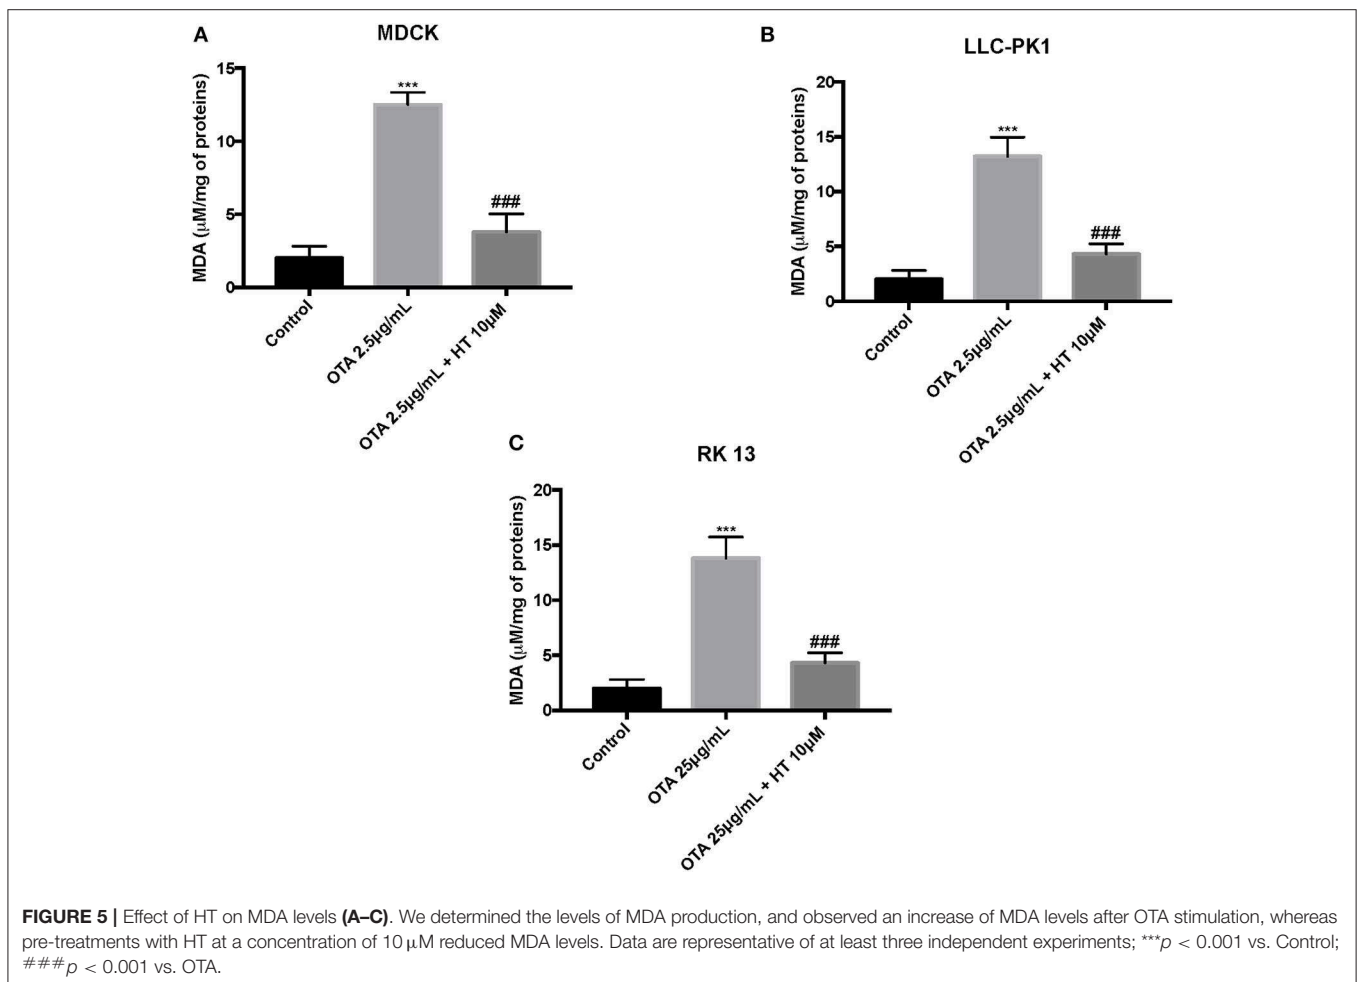 A
MDCK
MDA (μM/mg of proteins)
15
10
5
0
***
###
Control
OTA 2.5μg/mL
OTA 2.5μg/mL + HT 10μM
B
LLC-PK1
MDA (μM/mg of proteins)
20
15
10
5
0
***
###
Control
OTA 2.5μg/mL
OTA 2.5μg/mL + HT 10μM
C
RK 13
MDA (μM/mg of proteins)
20
15
10
5
0
***
###
Control
OTA 25μg/mL
OTA 25μg/mL + HT 10μM
FIGURE 5 | Effect of HT on MDA levels (A–C). We determined the levels of MDA production, and observed an increase of MDA levels after OTA stimulation, whereas
pre-treatments with HT at a concentration of 10 μM reduced MDA levels. Data are representative of at least three independent experiments; ***p < 0.001 vs. Control;
###p < 0.001 vs. OTA.